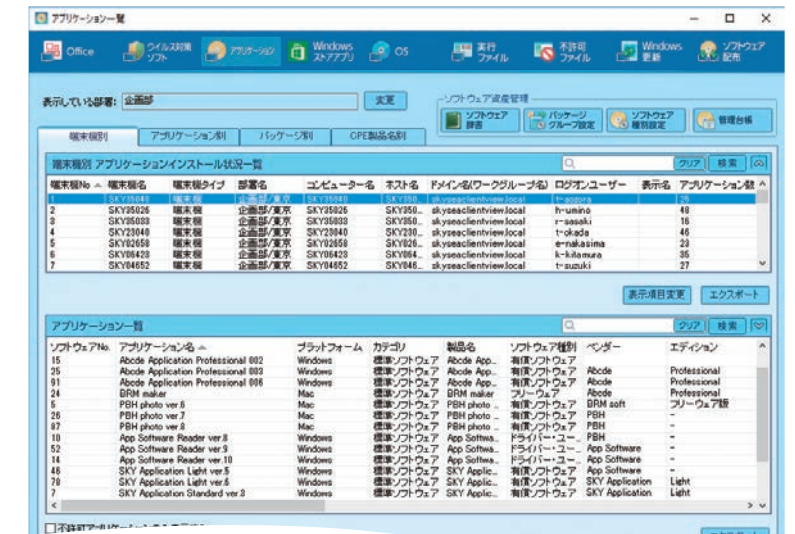 アプリケーション一覧
Office ウイルス対策ソフト アプリケーション Windowsストアアプリ OS 実行ファイル 不許可ファイル Windows更新 ソフトウェア配布
表示している部署: 企画部 変更
ソフトウェア資産管理
ソフトウェア辞書 パッケージグループ設定 ソフトウェア種別設定 管理台帳
端末機別 アプリケーション別 パッケージ別 CPE製品名別
端末機別 アプリケーションインストール状況一覧 クリア 検索
端末機No 端末機名 端末機タイプ 部署名 コンピューター名 ホスト名 ドメイン名(ワークグループ名) ログオンユーザー 表示名 アプリケーション数
1 SKY35040 端末機 企画部/東京 SKY35040 SKY350... skyseaclientview.local t-aozora 25
2 SKY35026 端末機 企画部/東京 SKY35026 SKY350... skyseaclientview.local h-umino 48
3 SKY35033 端末機 企画部/東京 SKY35033 SKY350... skyseaclientview.local r-sasaki 16
4 SKY23040 端末機 企画部/東京 SKY23040 SKY230... skyseaclientview.local t-okada 46
5 SKY02658 端末機 企画部/東京 SKY02658 SKY026... skyseaclientview.local e-nakasima 23
6 SKY06423 端末機 企画部/東京 SKY06423 SKY064... skyseaclientview.local k-kitamura 35
7 SKY04652 端末機 企画部/東京 SKY04652 SKY046... skyseaclientview.local t-suzuki 27
表示項目変更 エクスポート
アプリケーション一覧 クリア 検索
ソフトウェアNo. アプリケーション名 プラットフォーム カテゴリ 製品名 ソフトウェア種別 ベンダー エディション
15 Abcde Application Professional 002 Windows 標準ソフトウェア Abcde App... 有償ソフトウェア
25 Abcde Application Professional 003 Windows 標準ソフトウェア Abcde App... 有償ソフトウェア Abcde Professional
91 Abcde Application Professional 006 Windows 標準ソフトウェア Abcde App... 有償ソフトウェア Abcde Professional
24 BRM maker Mac 標準ソフトウェア BRM maker フリーウェア Abcde Professional
5 PBH photo ver.6 Mac 標準ソフトウェア PBH photo ... 有償ソフトウェア BRM soft フリーウェア版
26 PBH photo ver.7 Mac 標準ソフトウェア PBH photo ... 有償ソフトウェア PBH -
87 PBH photo ver.8 Mac 標準ソフトウェア PBH photo ... 有償ソフトウェア PBH -
10 App Software Reader ver.8 Windows 標準ソフトウェア App Softwa... ドライバー・ユー... PBH -
52 App Software Reader ver.9 Windows 標準ソフトウェア App Softwa... ドライバー・ユー... App Software -
14 App Software Reader ver.10 Windows 標準ソフトウェア App Softwa... ドライバー・ユー... App Software -
46 SKY Application Light ver.5 Windows 標準ソフトウェア SKY Applic... 有償ソフトウェア App Software -
78 SKY Application Light ver.6 Windows 標準ソフトウェア SKY Applic... 有償ソフトウェア SKY Application Light
7 SKY Application Standard ver.3 Windows 標準ソフトウェア SKY Applic... 有償ソフトウェア SKY Application Light